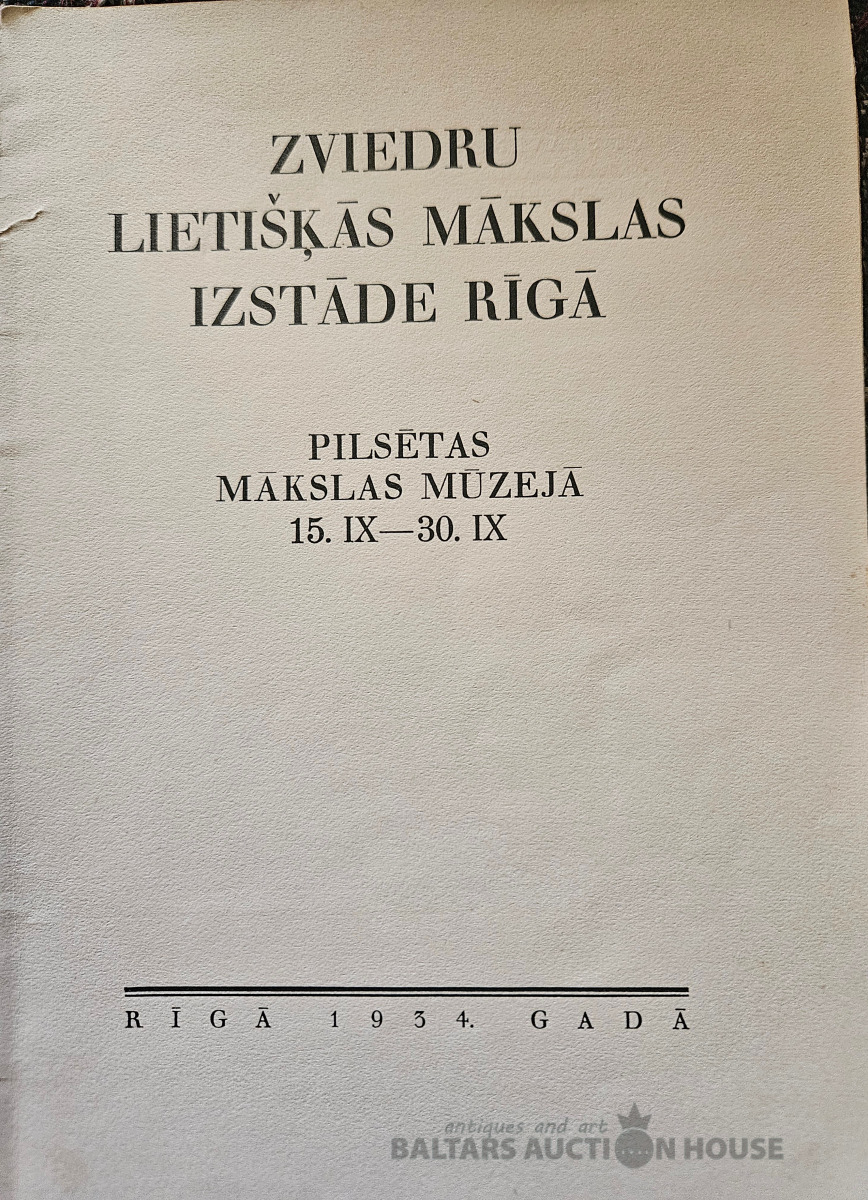 ZVIEDRU
LIETIŠĶĀS MĀKSLAS
IZSTĀDE RĪGĀ
PILSĒTAS
MĀKSLAS MŪZEJĀ
15. IX—30. IX
RĪGĀ 1934. GADĀ
antiques and art
BALTARS AUCTION HOUSE